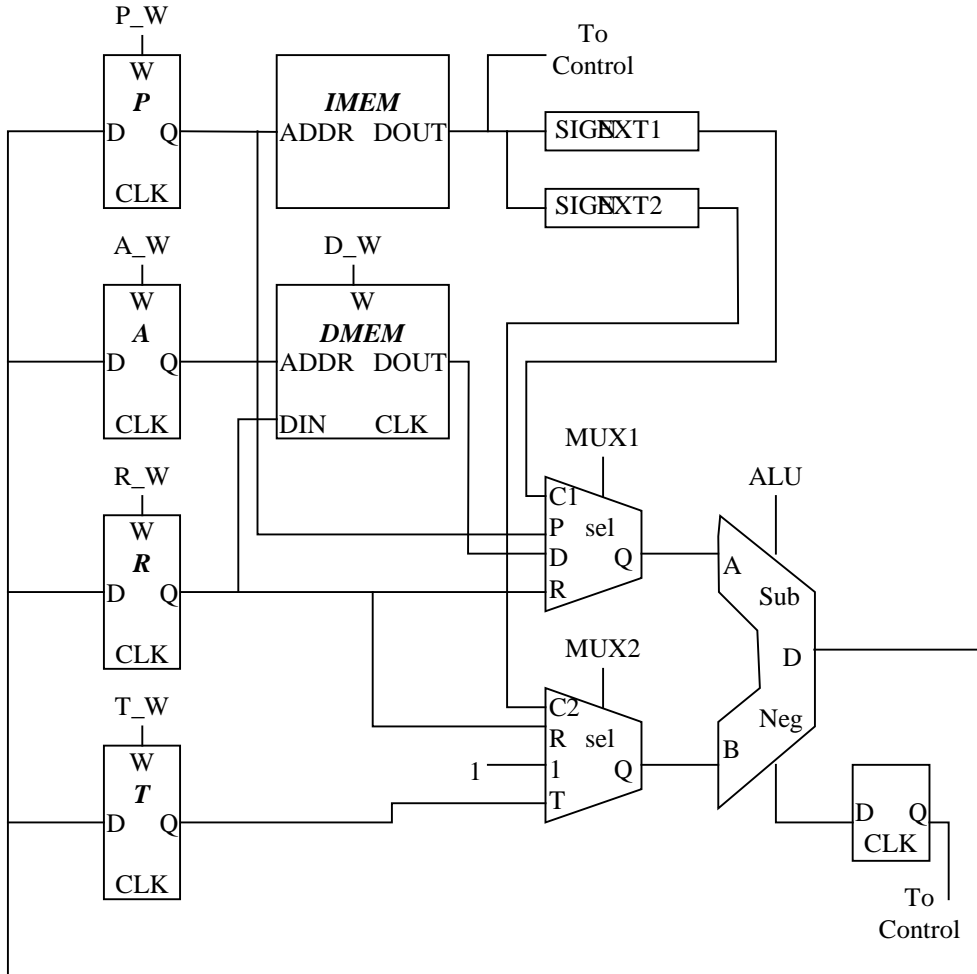 P_W
W
P
D Q
CLK
IMEM
ADDR DOUT
To
Control
SIGNEXT1
SIGNEXT2
A_W
W
A
D Q
CLK
D_W
W
DMEM
ADDR DOUT
DIN CLK
R_W
W
R
D Q
CLK
MUX1
C1
P sel
D Q
R
ALU
A
Sub
D
Neg
B
T_W
W
T
D Q
CLK
MUX2
C2
R sel
1 1 Q
T
D Q
CLK
To
Control